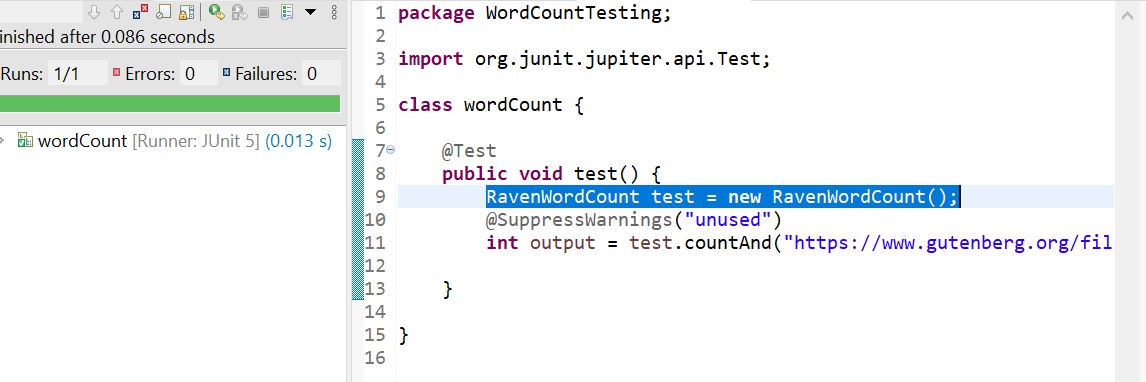 inished after 0.086 seconds
Runs: 1/1 Errors: 0 Failures: 0
wordCount [Runner: JUnit 5] (0.013 s)
1 package WordCountTesting;
2
3 import org.junit.jupiter.api.Test;
4
5 class wordCount {
6
7 @Test
8 public void test() {
9 RavenWordCount test = new RavenWordCount();
10 @SuppressWarnings("unused")
11 int output = test.countAnd("https://www.gutenberg.org/fil
12
13 }
14
15 }
16